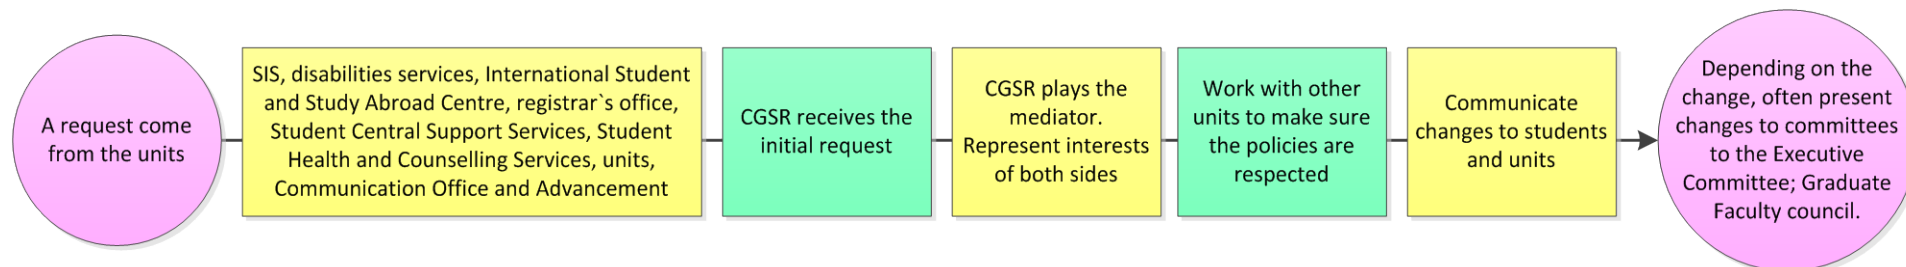 A request come
from the units
SIS, disabilities services, International Student
and Study Abroad Centre, registrar`s office,
Student Central Support Services, Student
Health and Counselling Services, units,
Communication Office and Advancement
CGSR receives the
initial request
CGSR plays the
mediator.
Represent interests
of both sides
Work with other
units to make sure
the policies are
respected
Communicate
changes to students
and units
Depending on the
change, often present
changes to committees
to the Executive
Committee; Graduate
Faculty council.